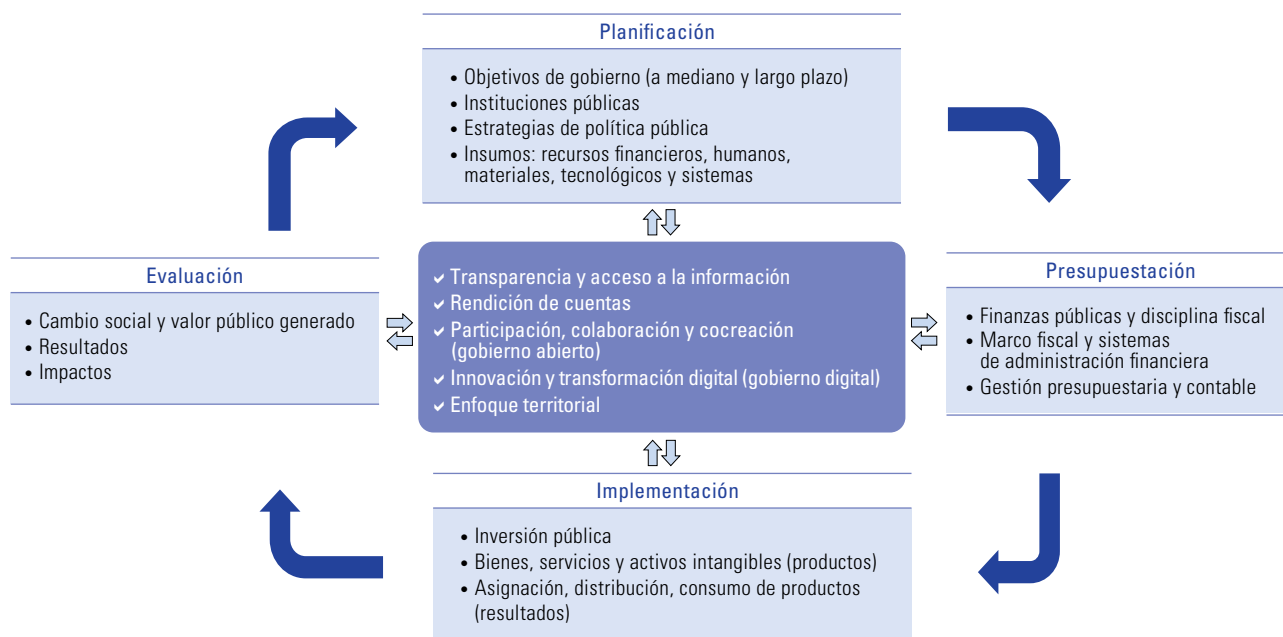 Planificación
• Objetivos de gobierno (a mediano y largo plazo)
• Instituciones públicas
• Estrategias de política pública
• Insumos: recursos financieros, humanos,
materiales, tecnológicos y sistemas
Evaluación
• Cambio social y valor público generado
• Resultados
• Impactos
✓ Transparencia y acceso a la información
✓ Rendición de cuentas
✓ Participación, colaboración y cocreación
(gobierno abierto)
✓ Innovación y transformación digital (gobierno digital)
✓ Enfoque territorial
Presupuestación
• Finanzas públicas y disciplina fiscal
• Marco fiscal y sistemas
de administración financiera
• Gestión presupuestaria y contable
Implementación
• Inversión pública
• Bienes, servicios y activos intangibles (productos)
• Asignación, distribución, consumo de productos
(resultados)